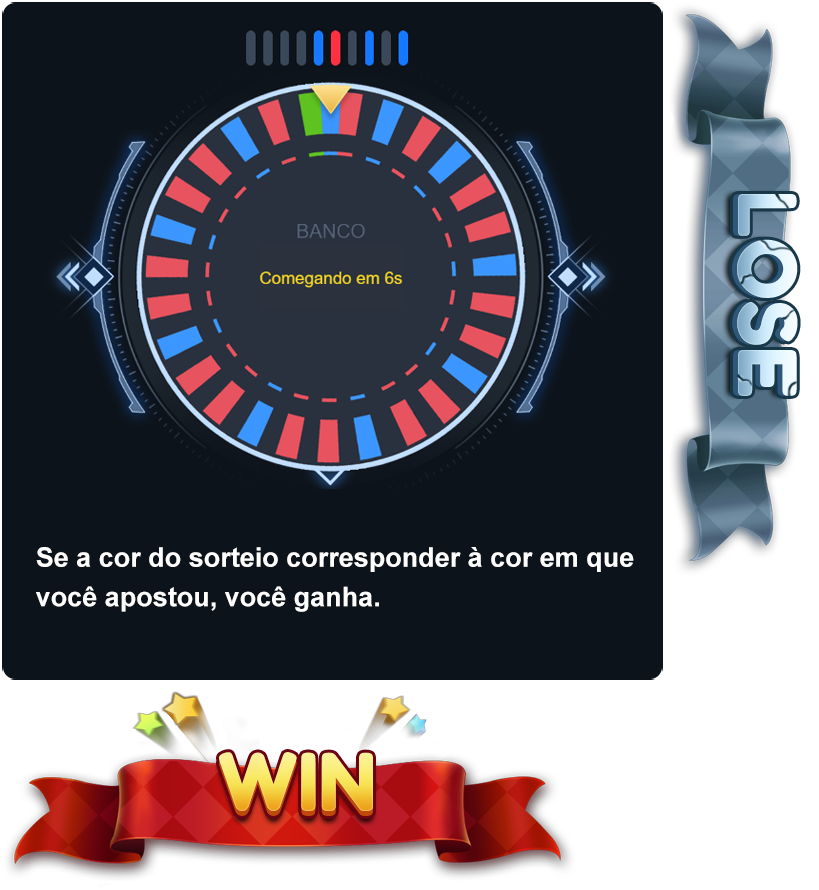 BANCO
Comegando em 6s
Se a cor do sorteio corresponder à cor em que
você apostou, você ganha.
LOSE
WIN